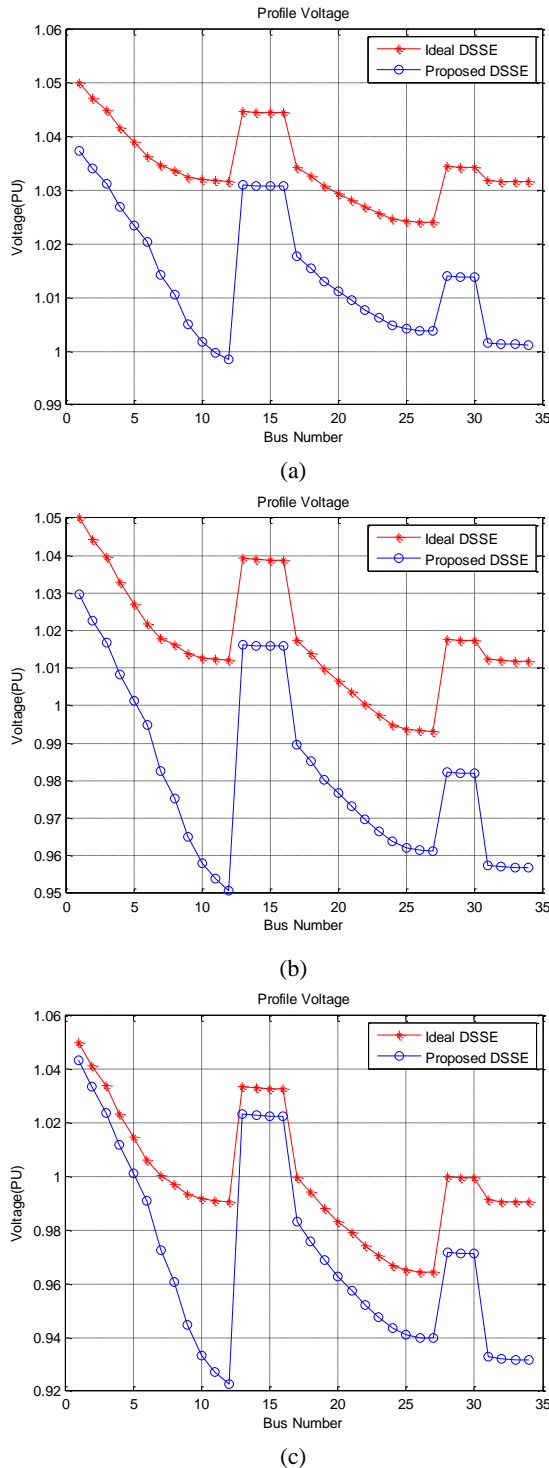 Profile Voltage
1.06
1.05
1.04
1.03
1.02
1.01
1
0.99
Voltage(PU)
Ideal DSSE
Proposed DSSE
0 5 10 15 20 25 30 35
Bus Number
(a)
Profile Voltage
1.05
1.04
1.03
1.02
1.01
1
0.99
0.98
0.97
0.96
0.95
Voltage(PU)
Ideal DSSE
Proposed DSSE
0 5 10 15 20 25 30 35
Bus Number
(b)
Profile Voltage
1.06
1.04
1.02
1
0.98
0.96
0.94
0.92
Voltage(PU)
Ideal DSSE
Proposed DSSE
0 5 10 15 20 25 30 35
Bus Number
(c)